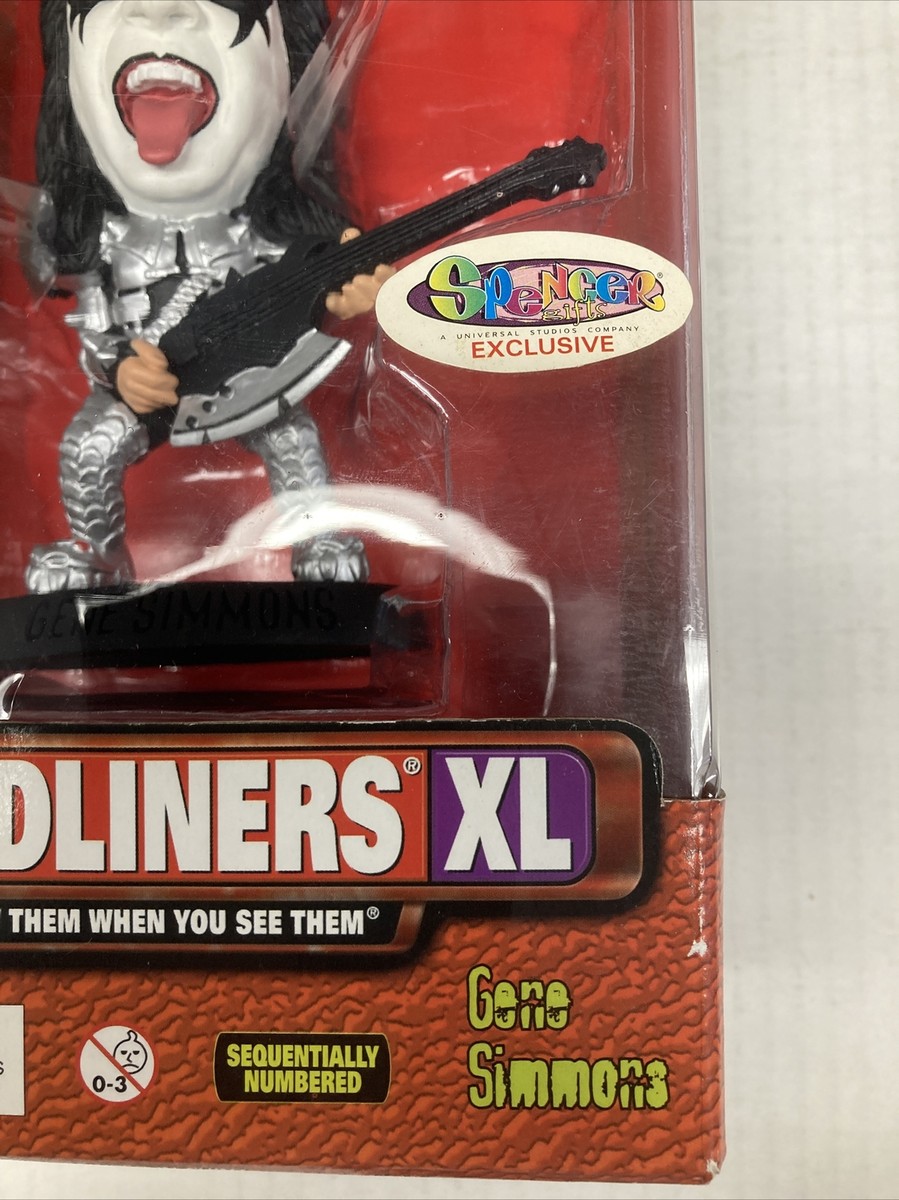 SPENCER®
gifts
A UNIVERSAL STUDIOS COMPANY
EXCLUSIVE
GENE SIMMONS
DLINERS® XL
THEM WHEN YOU SEE THEM®
Gene
Simmons
SEQUENTIALLY
NUMBERED
0-3
S